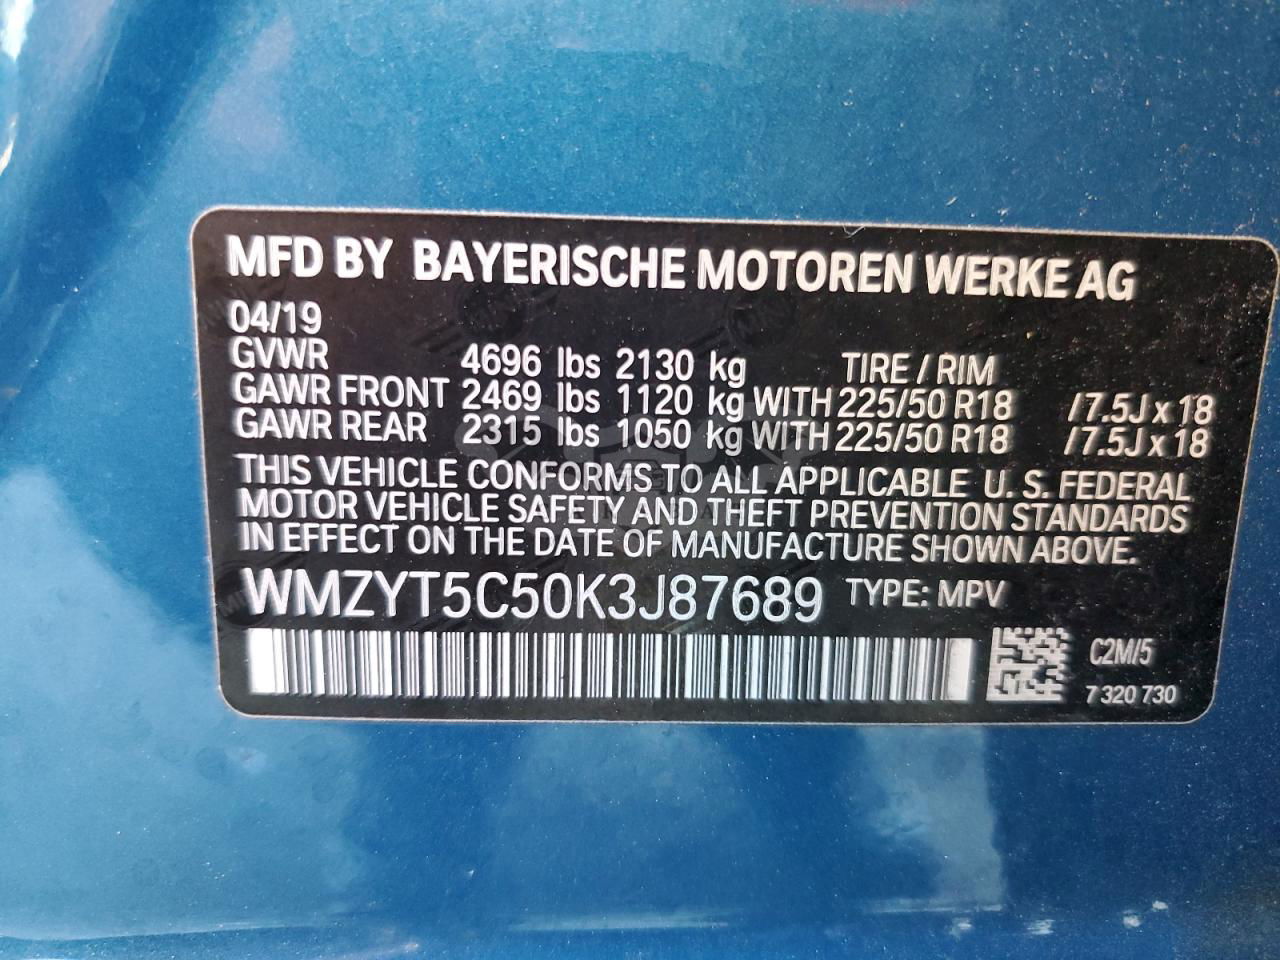 MFD BY BAYERISCHE MOTOREN WERKE AG
04/19
GVWR 4696 lbs 2130 kg TIRE / RIM
GAWR FRONT 2469 lbs 1120 kg WITH 225/50 R18 /7.5J x 18
GAWR REAR 2315 lbs 1050 kg WITH 225/50 R18 /7.5J x 18
THIS VEHICLE CONFORMS TO ALL APPLICABLE U. S. FEDERAL
MOTOR VEHICLE SAFETY AND THEFT PREVENTION STANDARDS
IN EFFECT ON THE DATE OF MANUFACTURE SHOWN ABOVE.
WMZYT5C50K3J87689 TYPE: MPV
C2M/5
7 320 730